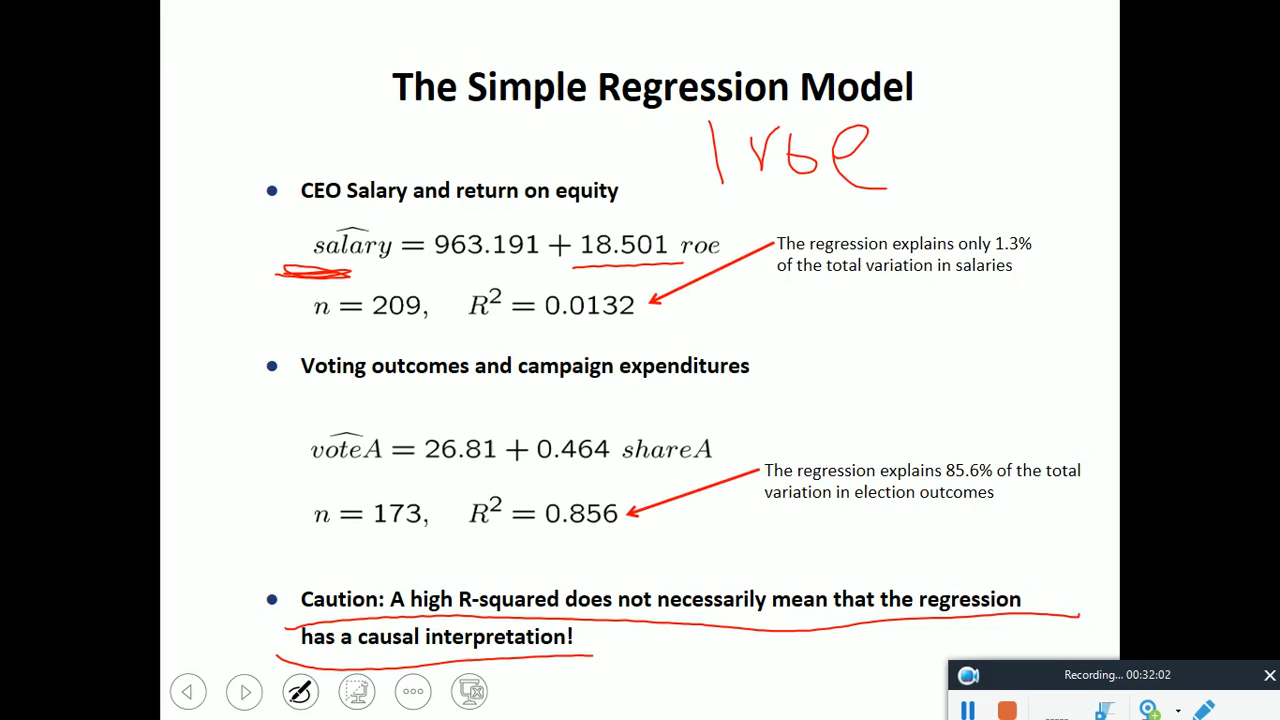 The Simple Regression Model
1 roe
CEO Salary and return on equity
salary = 963.191 + 18.501 roe
The regression explains only 1.3%
of the total variation in salaries
n = 209, R² = 0.0132
Voting outcomes and campaign expenditures
voteA = 26.81 + 0.464 shareA
The regression explains 85.6% of the total
variation in election outcomes
n = 173, R² = 0.856
Caution: A high R-squared does not necessarily mean that the regression
has a causal interpretation!
Recording... 00:32:02